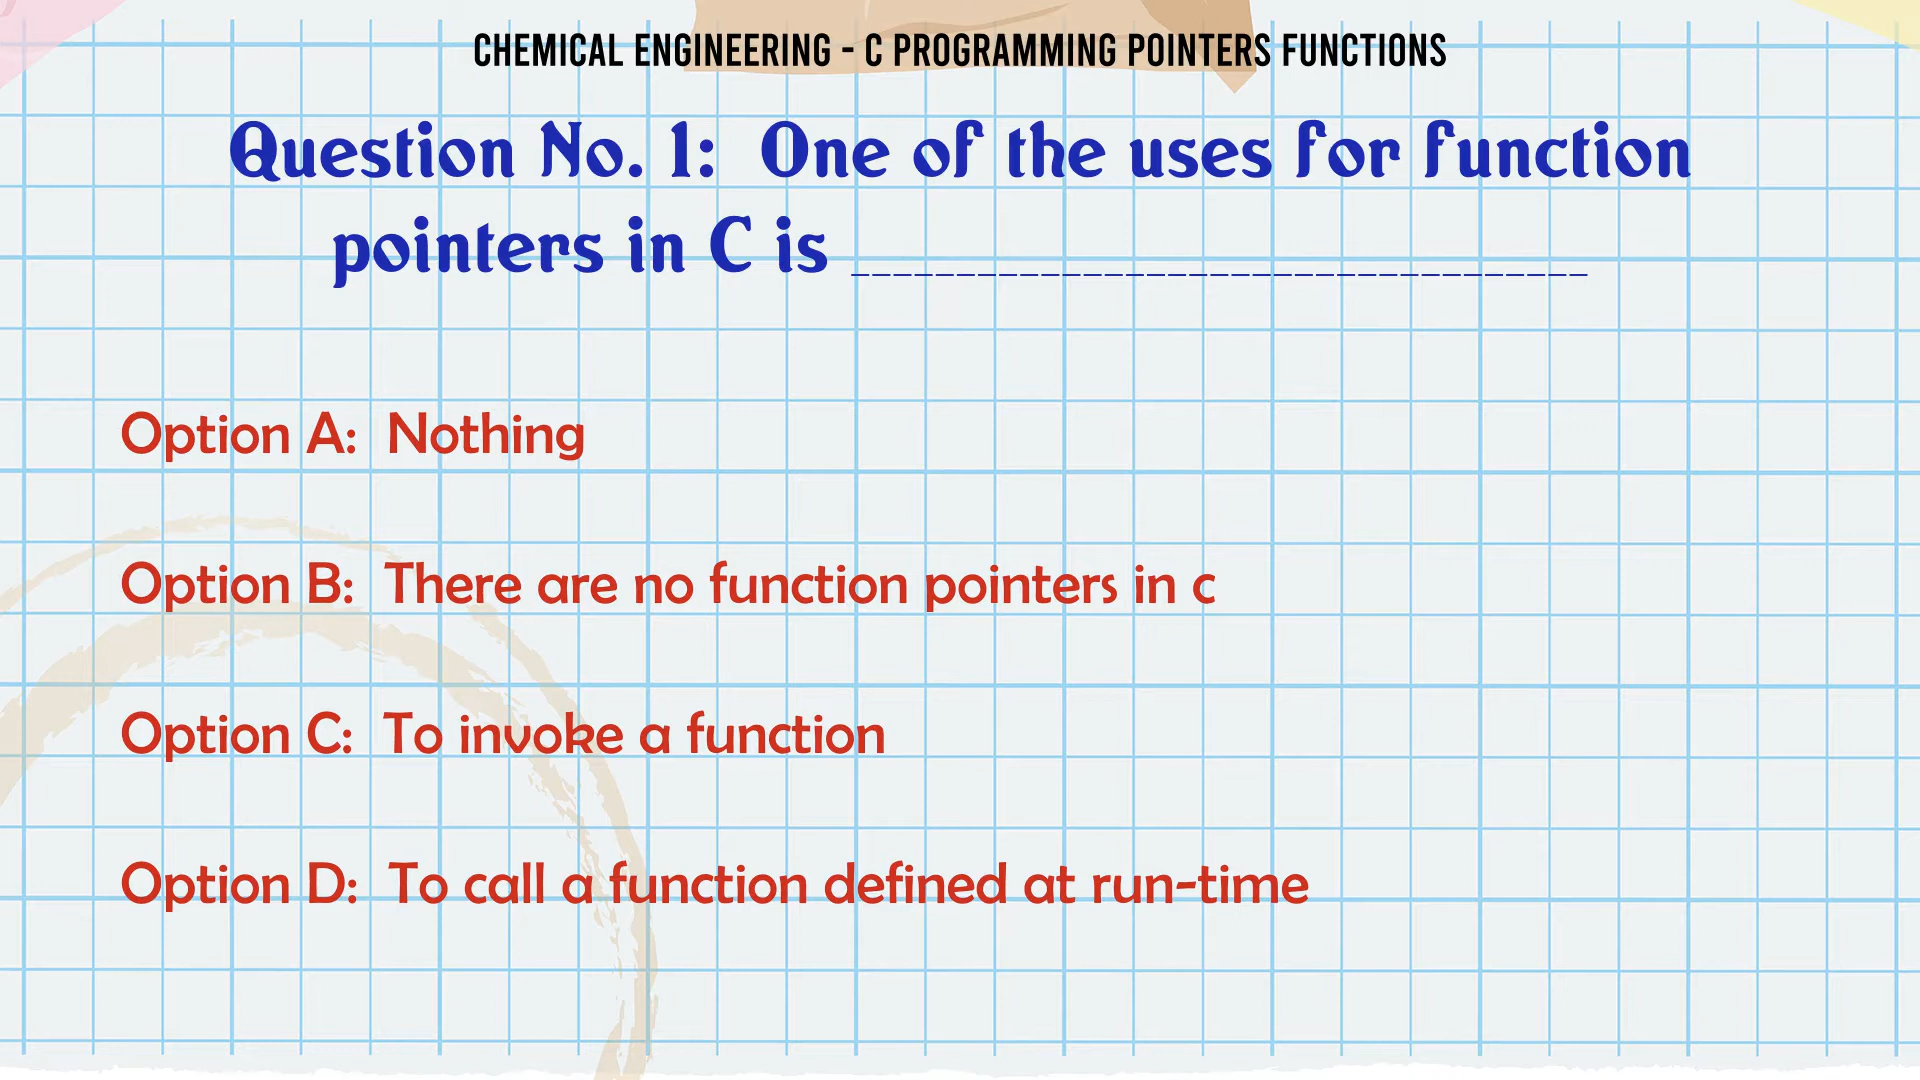 CHEMICAL ENGINEERING - C PROGRAMMING POINTERS FUNCTIONS
Question No. 1: One of the uses for function
pointers in C is ___________________________________
Option A: Nothing
Option B: There are no function pointers in c
Option C: To invoke a function
Option D: To call a function defined at run-time